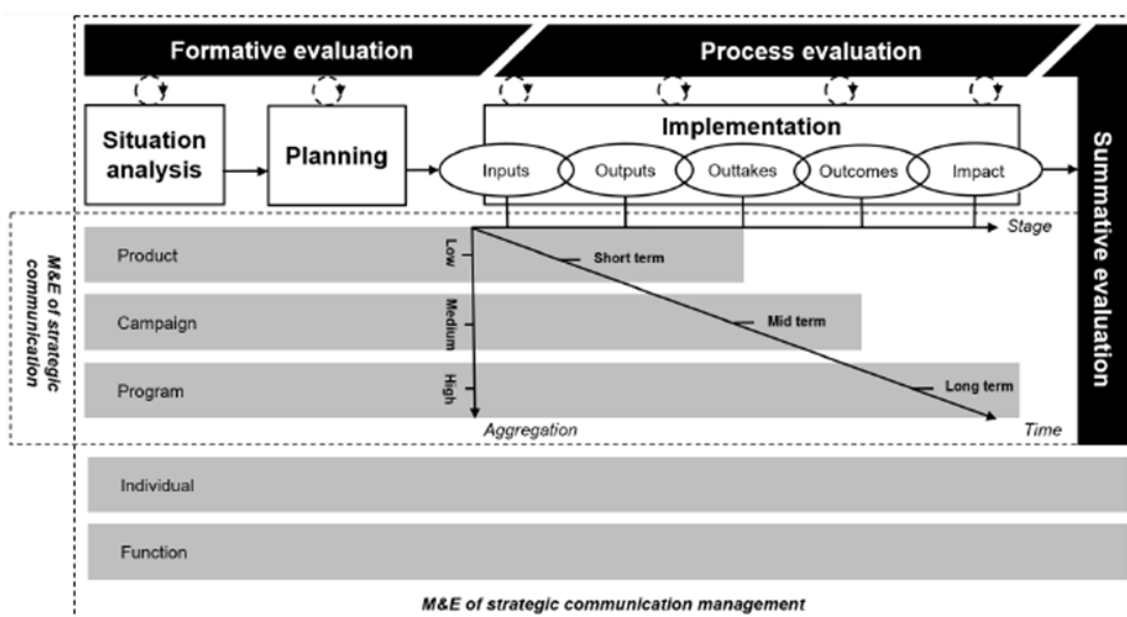 Formative evaluation
Process evaluation
Situation
analysis
Planning
Implementation
Inputs
Outputs
Outtakes
Outcomes
Impact
Summative evaluation
Stage
M&E of strategic
communication
Product
Low
Short term
Campaign
Medium
Mid term
Program
High
Long term
Aggregation
Time
Individual
Function
M&E of strategic communication management